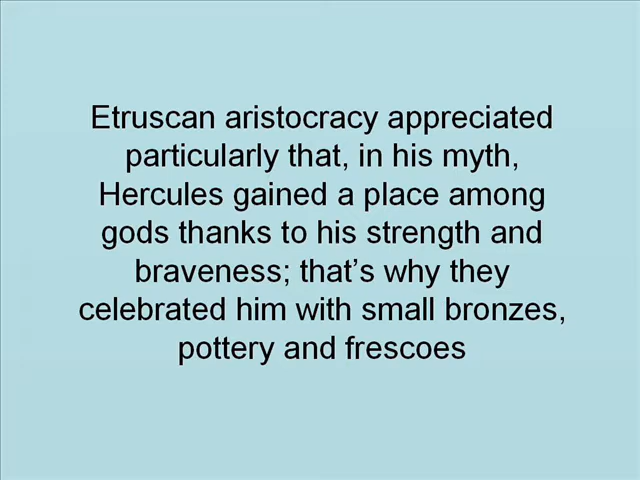 Etruscan aristocracy appreciated
particularly that, in his myth,
Hercules gained a place among
gods thanks to his strength and
braveness; that’s why they
celebrated him with small bronzes,
pottery and frescoes